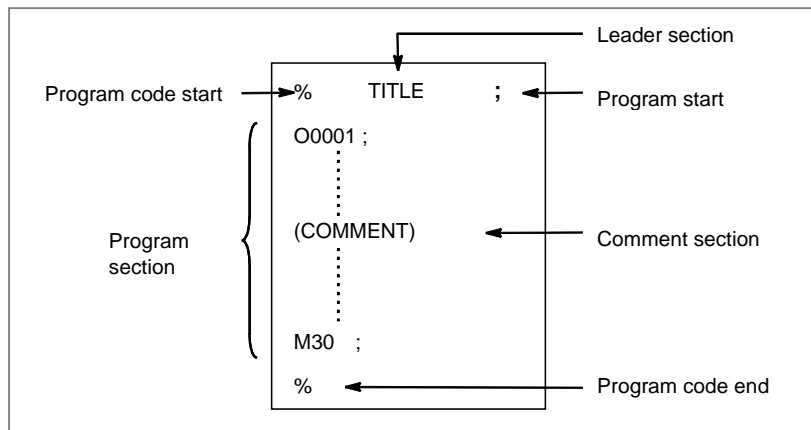 Leader section
Program code start
% TITLE ;
Program start
O0001 ;
(COMMENT)
Program
section
Comment section
M30 ;
%
Program code end